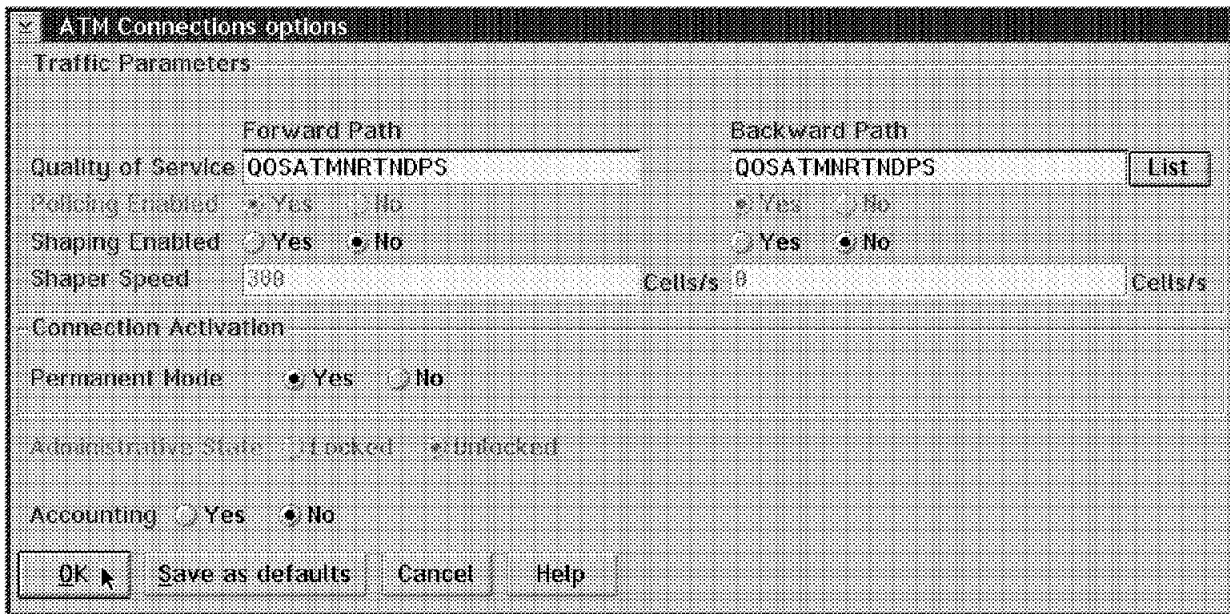 ATM Connections options
Traffic Parameters
Forward Path Backward Path
Quality of Service QOSATMNRTNDPS QOSATMNRTNDPS List
Policing Enabled Yes No Yes No
Shaping Enabled Yes No Yes No
Shaper Speed 300 Cells/s 0 Cells/s
Connection Activation
Permanent Mode Yes No
Administrative State Locked Unlocked
Accounting Yes No
OK Save as defaults Cancel Help